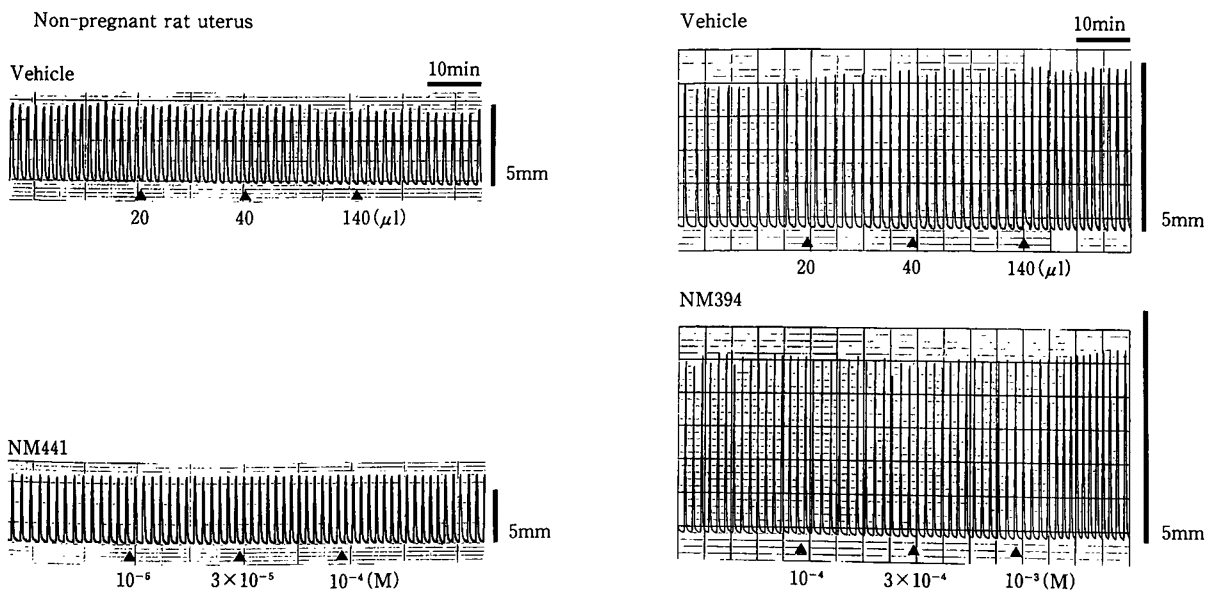 Non-pregnant rat uterus
Vehicle
10min
5mm
20 40 140(μl)
NM441
5mm
10⁻⁶ 3×10⁻⁵ 10⁻⁴(M)
Vehicle
10min
5mm
20 40 140(μl)
NM394
5mm
10⁻⁴ 3×10⁻⁴ 10⁻³(M)